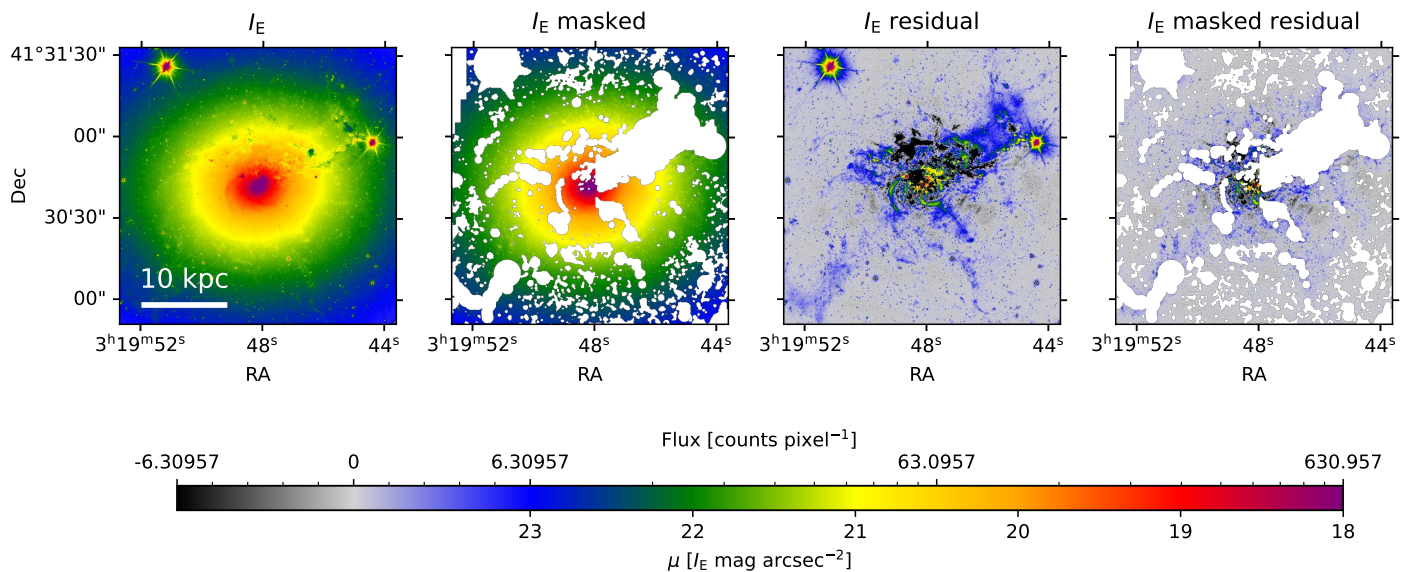 I_E
I_E masked
I_E residual
I_E masked residual
41°31'30"
00"
30'30"
00"
Dec
10 kpc
3ʰ19ᵐ52ˢ 48ˢ 44ˢ
3ʰ19ᵐ52ˢ 48ˢ 44ˢ
3ʰ19ᵐ52ˢ 48ˢ 44ˢ
3ʰ19ᵐ52ˢ 48ˢ 44ˢ
RA
RA
RA
RA
Flux [counts pixel⁻¹]
-6.30957 0 6.30957 63.0957 630.957
23 22 21 20 19 18
μ [I_E mag arcsec⁻²]